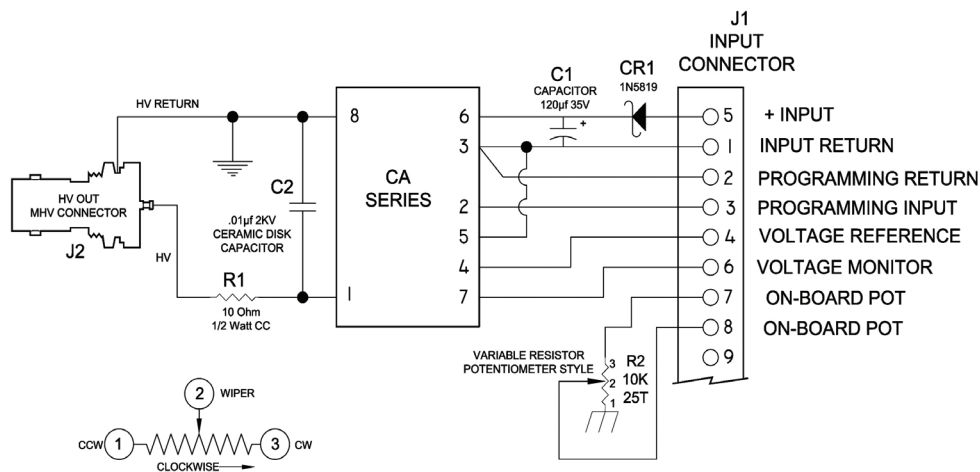 J1
INPUT
CONNECTOR
C1
CAPACITOR
120µf 35V
+
CR1
1N5819
HV RETURN
8
6
5
+ INPUT
3
1
INPUT RETURN
HV OUT
MHV CONNECTOR
J2
HV
C2
.01µf 2KV
CERAMIC DISK
CAPACITOR
CA
SERIES
2
PROGRAMMING RETURN
2
3
PROGRAMMING INPUT
5
4
VOLTAGE REFERENCE
4
6
VOLTAGE MONITOR
R1
10 Ohm
1/2 Watt CC
1
7
7
ON-BOARD POT
8
ON-BOARD POT
9
VARIABLE RESISTOR
POTENTIOMETER STYLE
3
2
1
R2
10K
25T
2
WIPER
CCW
1
3
CW
CLOCKWISE